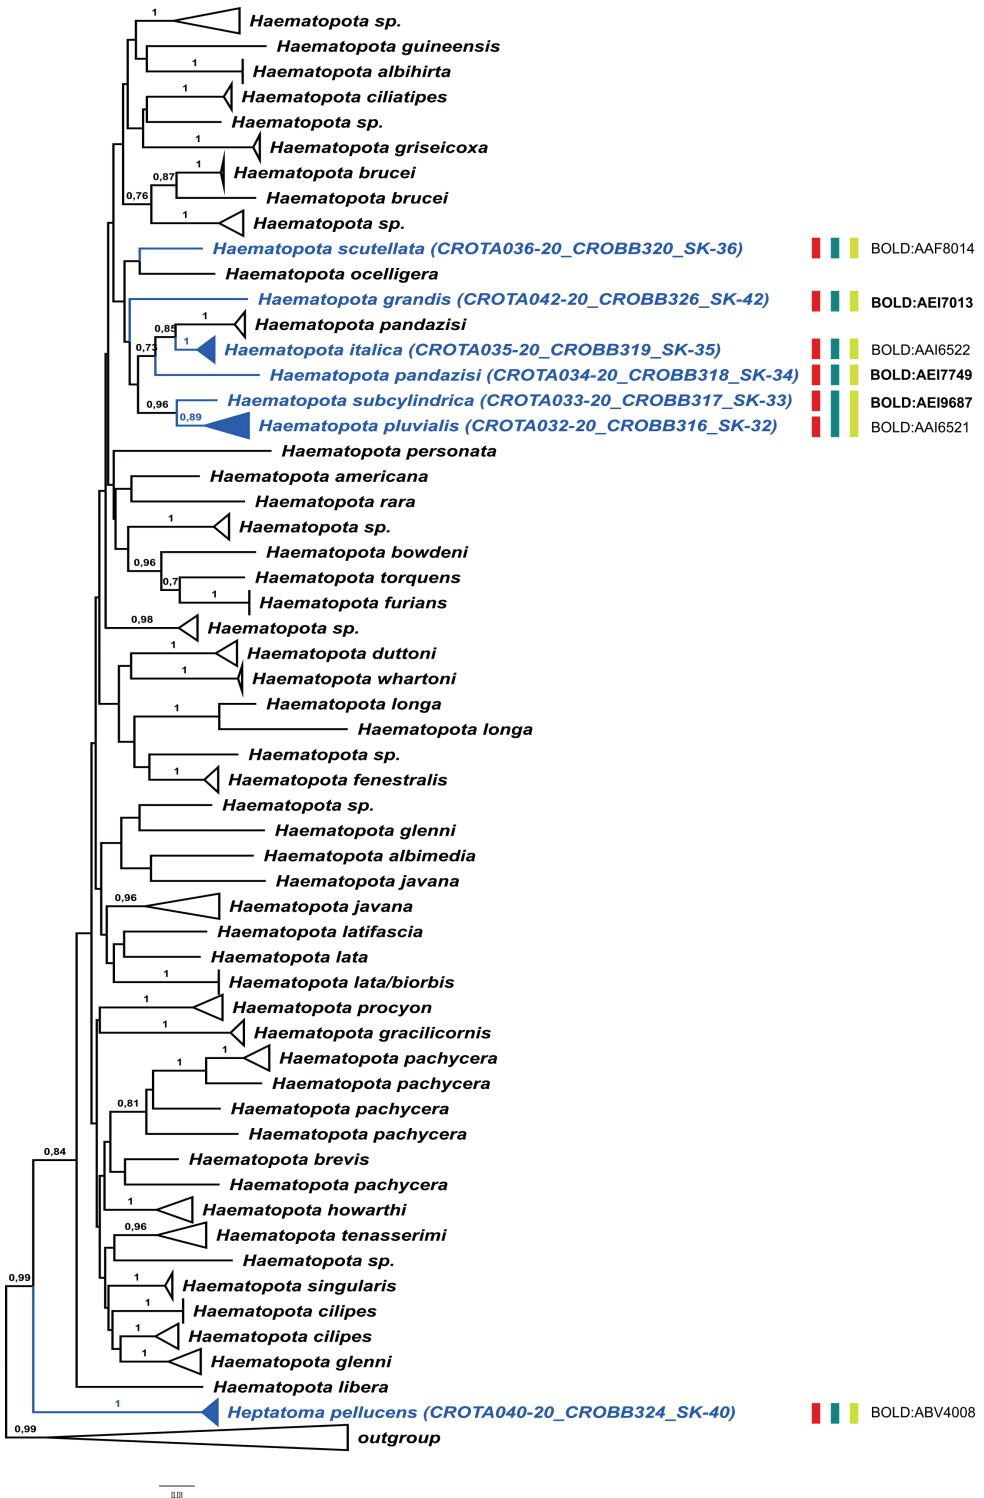 1
Haematopota sp.
Haematopota guineensis
1
Haematopota albihirta
1
Haematopota ciliatipes
Haematopota sp.
1
Haematopota griseicoxa
1
0,87
Haematopota brucei
0,76
Haematopota brucei
1
Haematopota sp.
Haematopota scutellata (CROTA036-20_CROBB320_SK-36) BOLD:AAF8014
Haematopota ocelligera
Haematopota grandis (CROTA042-20_CROBB326_SK-42) BOLD:AEI7013
1
0,85
Haematopota pandazisi
1
0,73
Haematopota italica (CROTA035-20_CROBB319_SK-35) BOLD:AAI6522
Haematopota pandazisi (CROTA034-20_CROBB318_SK-34) BOLD:AEI7749
0,96
Haematopota subcylindrica (CROTA033-20_CROBB317_SK-33) BOLD:AEI9687
0,89
Haematopota pluvialis (CROTA032-20_CROBB316_SK-32) BOLD:AAI6521
Haematopota personata
Haematopota americana
Haematopota rara
1
Haematopota sp.
Haematopota bowdeni
0,96
0,7
Haematopota torquens
1
Haematopota furians
0,98
Haematopota sp.
1
Haematopota duttoni
1
Haematopota whartoni
1
Haematopota longa
Haematopota longa
Haematopota sp.
1
Haematopota fenestralis
Haematopota sp.
Haematopota glenni
Haematopota albimedia
Haematopota javana
0,96
Haematopota javana
Haematopota latifascia
Haematopota lata
1
Haematopota lata/biorbis
1
Haematopota procyon
1
Haematopota gracilicornis
1
1
Haematopota pachycera
Haematopota pachycera
0,81
Haematopota pachycera
Haematopota pachycera
0,84
Haematopota brevis
Haematopota pachycera
1
Haematopota howarthi
0,96
Haematopota tenasserimi
Haematopota sp.
0,99
1
Haematopota singularis
1
Haematopota cilipes
1
Haematopota cilipes
1
Haematopota glenni
Haematopota libera
1
Heptatoma pellucens (CROTA040-20_CROBB324_SK-40) BOLD:ABV4008
0,99
outgroup
0.01